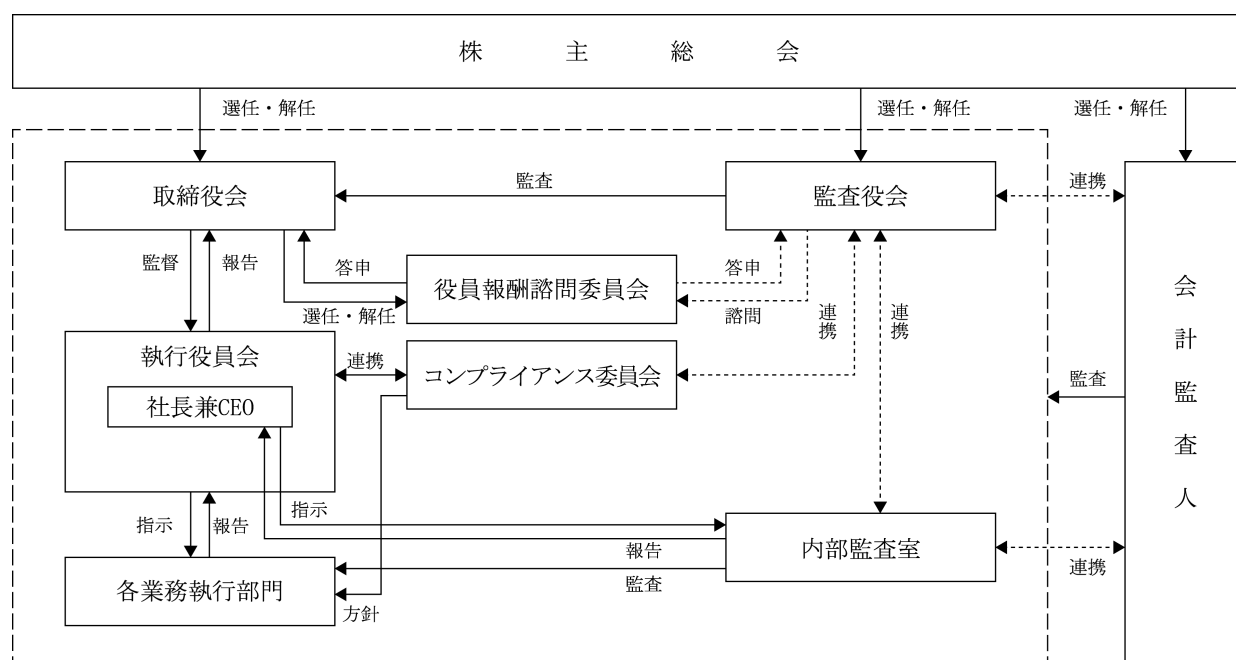 株主総会
選任・解任
選任・解任
選任・解任
取締役会
監査
監査役会
連携
監督
報告
答申
役員報酬諮問委員会
答申
選任・解任
諮問
連携
連携
会計監査人
執行役員会
連携
コンプライアンス委員会
監査
社長兼CEO
指示
報告
指示
内部監査室
報告
連携
監査
各業務執行部門
方針